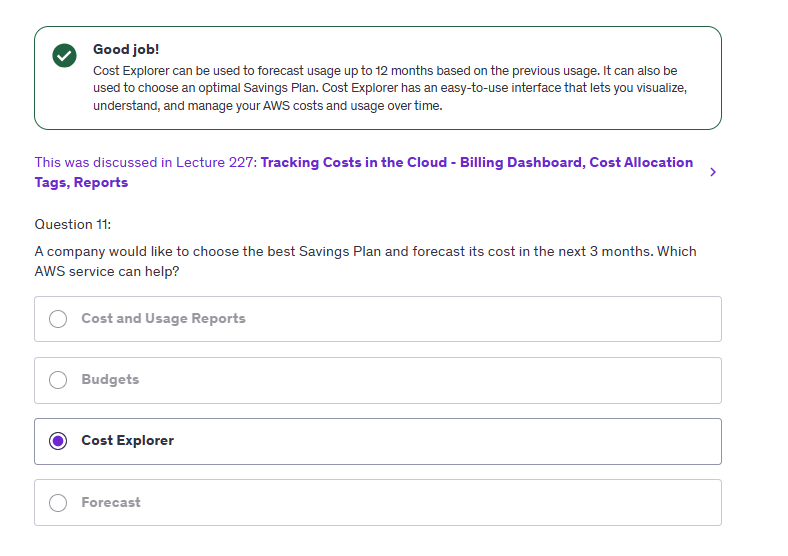 Good job!
Cost Explorer can be used to forecast usage up to 12 months based on the previous usage. It can also be
used to choose an optimal Savings Plan. Cost Explorer has an easy-to-use interface that lets you visualize,
understand, and manage your AWS costs and usage over time.
This was discussed in Lecture 227: Tracking Costs in the Cloud - Billing Dashboard, Cost Allocation
Tags, Reports
Question 11:
A company would like to choose the best Savings Plan and forecast its cost in the next 3 months. Which
AWS service can help?
Cost and Usage Reports
Budgets
Cost Explorer
Forecast